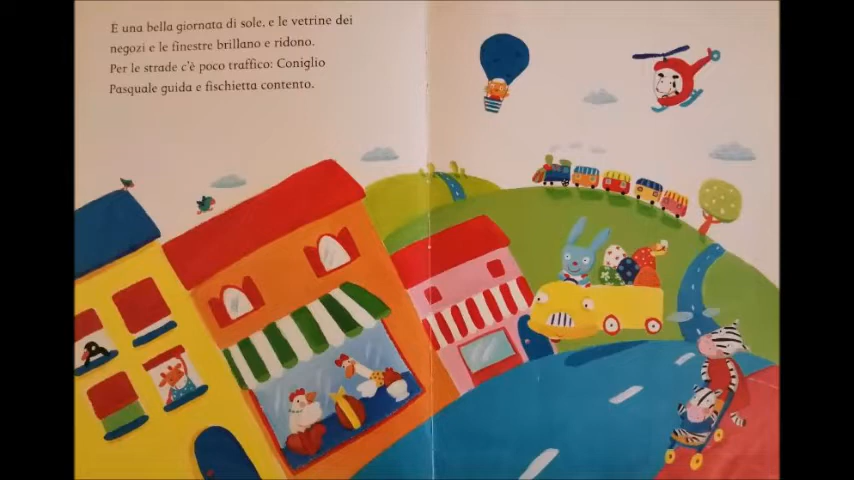 È una bella giornata di sole, e le vetrine dei
negozi e le finestre brillano e ridono.
Per le strade c'è poco traffico: Coniglio
Pasquale guida e fischietta contento.